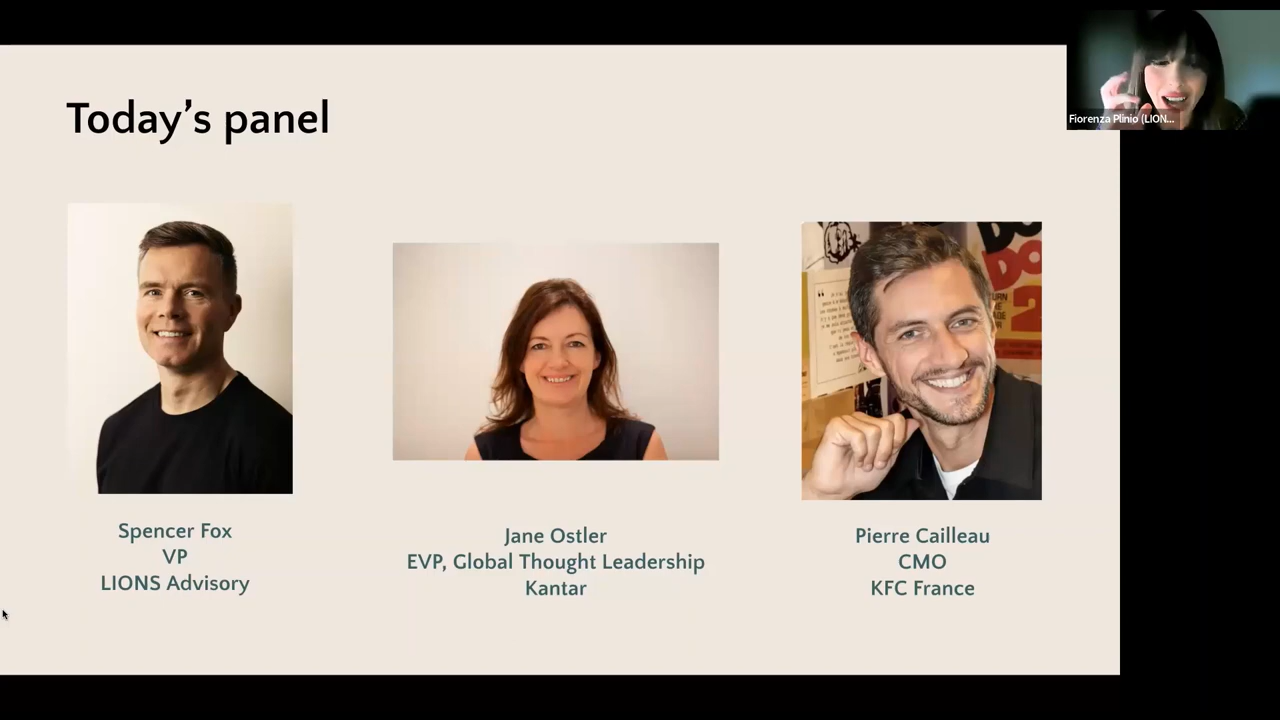 Today's panel
Fiorenza Plinio (LION...
Spencer Fox
VP
LIONS Advisory
Jane Ostler
EVP, Global Thought Leadership
Kantar
Pierre Cailleau
CMO
KFC France